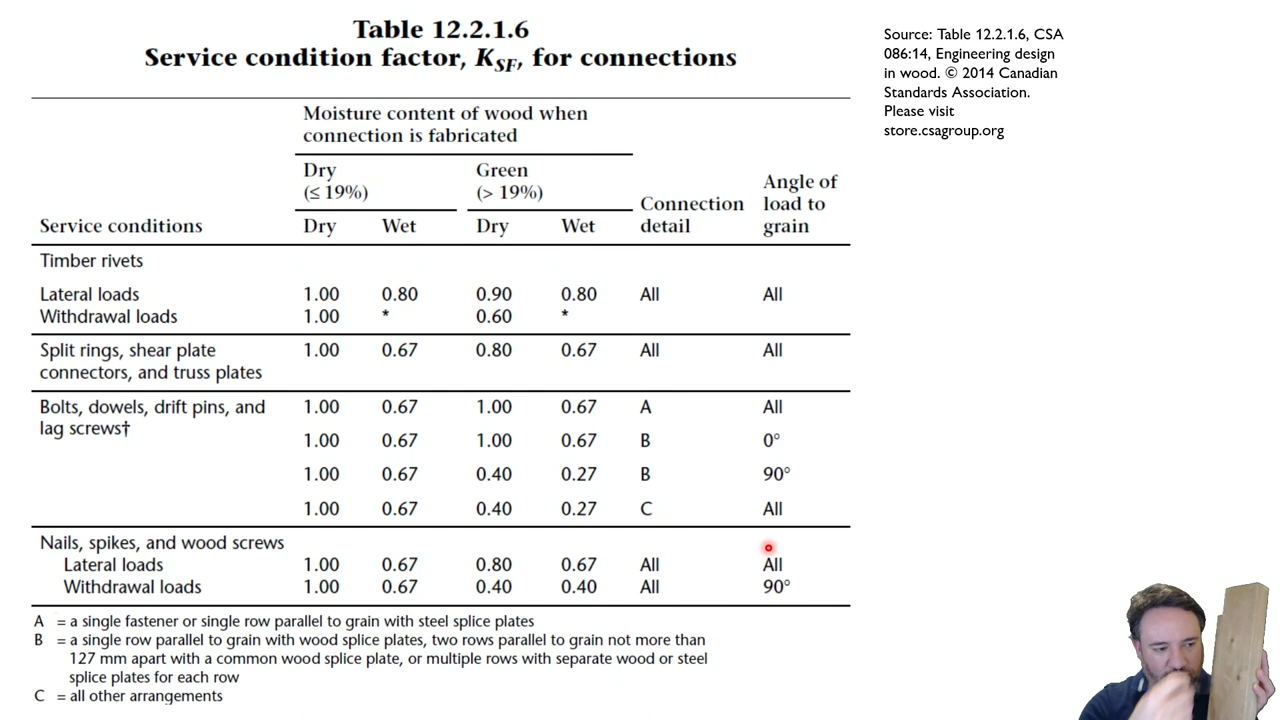 Table 12.2.1.6
Service condition factor, K_SF, for connections
Source: Table 12.2.1.6, CSA
086:14, Engineering design
in wood. © 2014 Canadian
Standards Association.
Please visit
store.csagroup.org
Moisture content of wood when
connection is fabricated
Dry Green
(≤ 19%) (> 19%)
Connection detail
Angle of load to grain
Service conditions Dry Wet Dry Wet
Timber rivets
Lateral loads 1.00 0.80 0.90 0.80 All All
Withdrawal loads 1.00 * 0.60 *
Split rings, shear plate 1.00 0.67 0.80 0.67 All All
connectors, and truss plates
Bolts, dowels, drift pins, and 1.00 0.67 1.00 0.67 A All
lag screws†
1.00 0.67 1.00 0.67 B 0°
1.00 0.67 0.40 0.27 B 90°
1.00 0.67 0.40 0.27 C All
Nails, spikes, and wood screws
Lateral loads 1.00 0.67 0.80 0.67 All All
Withdrawal loads 1.00 0.67 0.40 0.40 All 90°
A = a single fastener or single row parallel to grain with steel splice plates
B = a single row parallel to grain with wood splice plates, two rows parallel to grain not more than
127 mm apart with a common wood splice plate, or multiple rows with separate wood or steel
splice plates for each row
C = all other arrangements